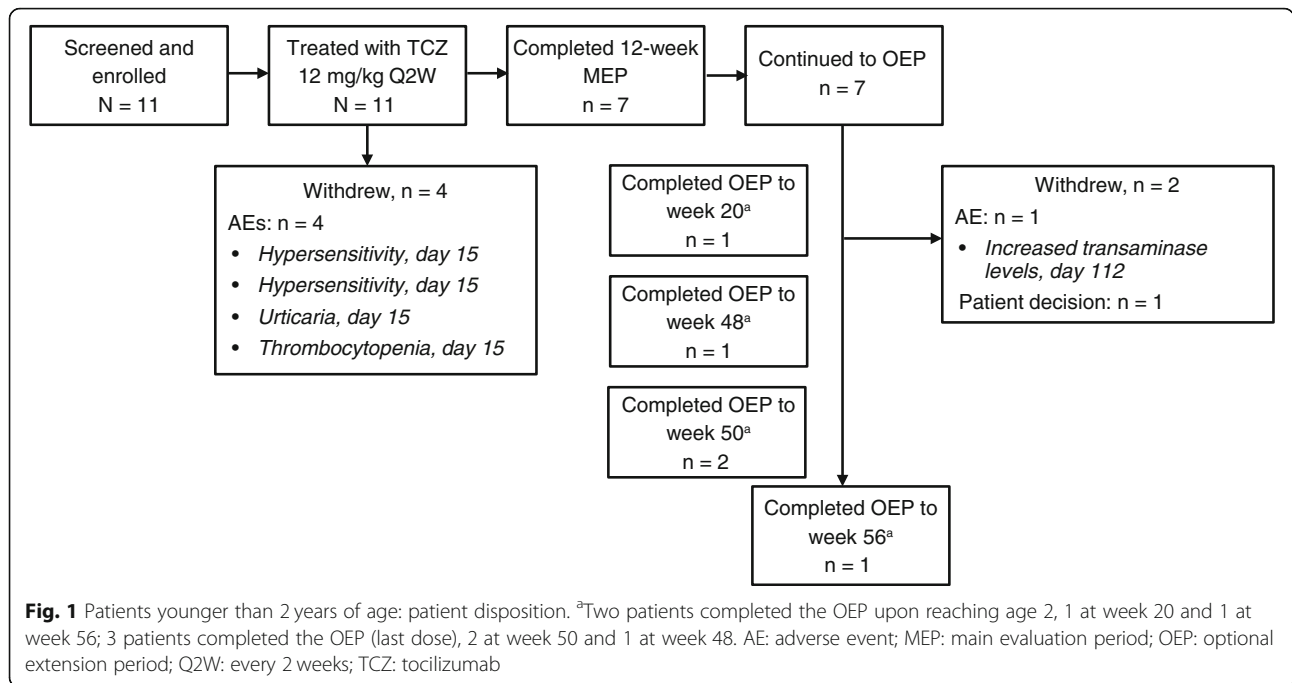 Screened and
enrolled
N = 11
Treated with TCZ
12 mg/kg Q2W
N = 11
Completed 12-week
MEP
n = 7
Continued to OEP
n = 7
Withdrew, n = 4
AEs: n = 4
• Hypersensitivity, day 15
• Hypersensitivity, day 15
• Urticaria, day 15
• Thrombocytopenia, day 15
Completed OEP to
week 20ᵃ
n = 1
Completed OEP to
week 48ᵃ
n = 1
Completed OEP to
week 50ᵃ
n = 2
Withdrew, n = 2
AE: n = 1
• Increased transaminase
levels, day 112
Patient decision: n = 1
Completed OEP to
week 56ᵃ
n = 1
Fig. 1 Patients younger than 2 years of age: patient disposition. ᵃTwo patients completed the OEP upon reaching age 2, 1 at week 20 and 1 at
week 56; 3 patients completed the OEP (last dose), 2 at week 50 and 1 at week 48. AE: adverse event; MEP: main evaluation period; OEP: optional
extension period; Q2W: every 2 weeks; TCZ: tocilizumab